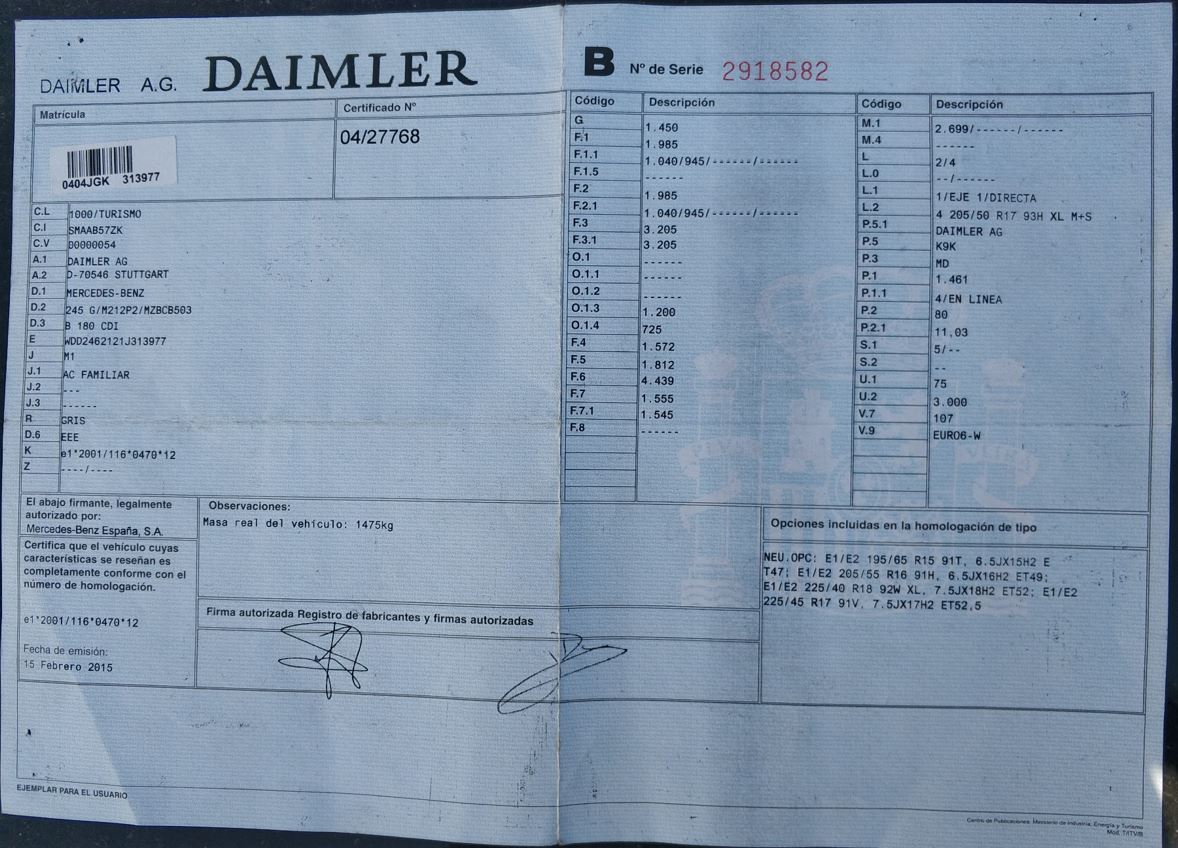 DAIMLER A.G. DAIMLER
B Nº de Serie 2918582
Matrícula
Certificado Nº
04/27768
0404JGK 313977
C.L 1000/TURISMO
C.I SMAAB57ZK
C.V D0000054
A.1 DAIMLER AG
A.2 D-70546 STUTTGART
D.1 MERCEDES-BENZ
D.2 245 G/M212P2/MZBCB503
D.3 B 180 CDI
E WDD2462121J313977
J M1
J.1 AC FAMILIAR
J.2 ---
J.3 ------
R GRIS
D.6 EEE
K e1*2001/116*0470*12
Z ----/----
El abajo firmante, legalmente
autorizado por:
Mercedes-Benz España, S.A.
Certifica que el vehículo cuyas
características se reseñan es
completamente conforme con el
número de homologación.
e1*2001/116*0470*12
Fecha de emisión:
15 Febrero 2015
Observaciones:
Masa real del vehículo: 1475kg
Firma autorizada Registro de fabricantes y firmas autorizadas
EJEMPLAR PARA EL USUARIO
Código Descripción
G 1.450
F.1 1.985
F.1.1 1.040/945/------/------
F.1.5 ------
F.2 1.985
F.2.1 1.040/945/------/------
F.3 3.205
F.3.1 3.205
O.1 ------
O.1.1
O.1.2 ------
O.1.3 1.200
O.1.4 725
F.4 1.572
F.5 1.812
F.6 4.439
F.7 1.555
F.7.1 1.545
F.8 ------
Código Descripción
M.1 2.699/------/------
M.4 ------
L 2/4
L.0 --/------
L.1 1/EJE 1/DIRECTA
L.2 4 205/50 R17 93H XL M+S
P.5.1 DAIMLER AG
P.5 K9K
P.3 MD
P.1 1.461
P.1.1 4/EN LINEA
P.2 80
P.2.1 11,03
S.1 5/--
S.2 --
U.1 75
U.2 3.000
V.7 107
V.9 EURO6-W
Opciones incluidas en la homologación de tipo
NEU.OPC: E1/E2 195/65 R15 91T, 6.5JX15H2 E
T47; E1/E2 205/55 R16 91H, 6.5JX16H2 ET49;
E1/E2 225/40 R18 92W XL, 7.5JX18H2 ET52; E1/E2
225/45 R17 91V, 7.5JX17H2 ET52,5
Centro de Publicaciones. Ministerio de Industria, Energía y Turismo
Mod. T/ITV/B